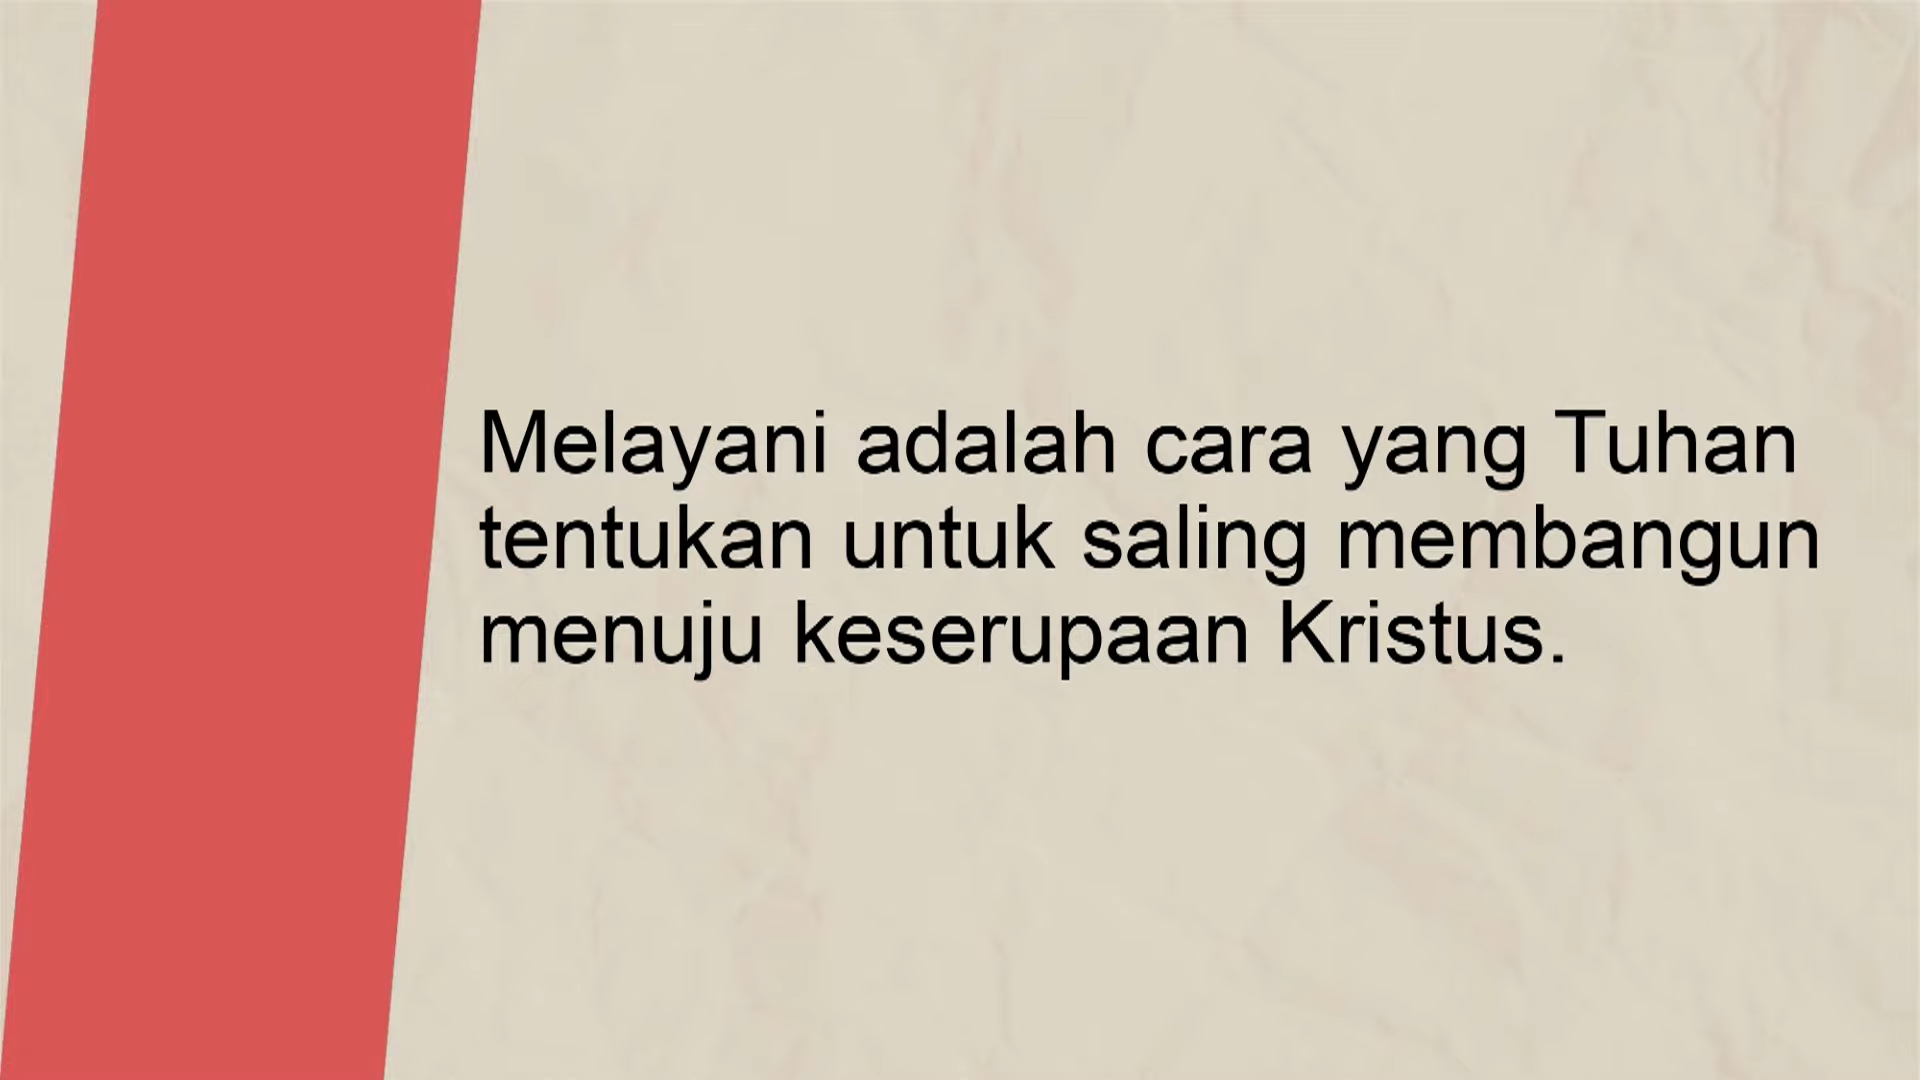 Melayani adalah cara yang Tuhan
tentukan untuk saling membangun
menuju keserupaan Kristus.